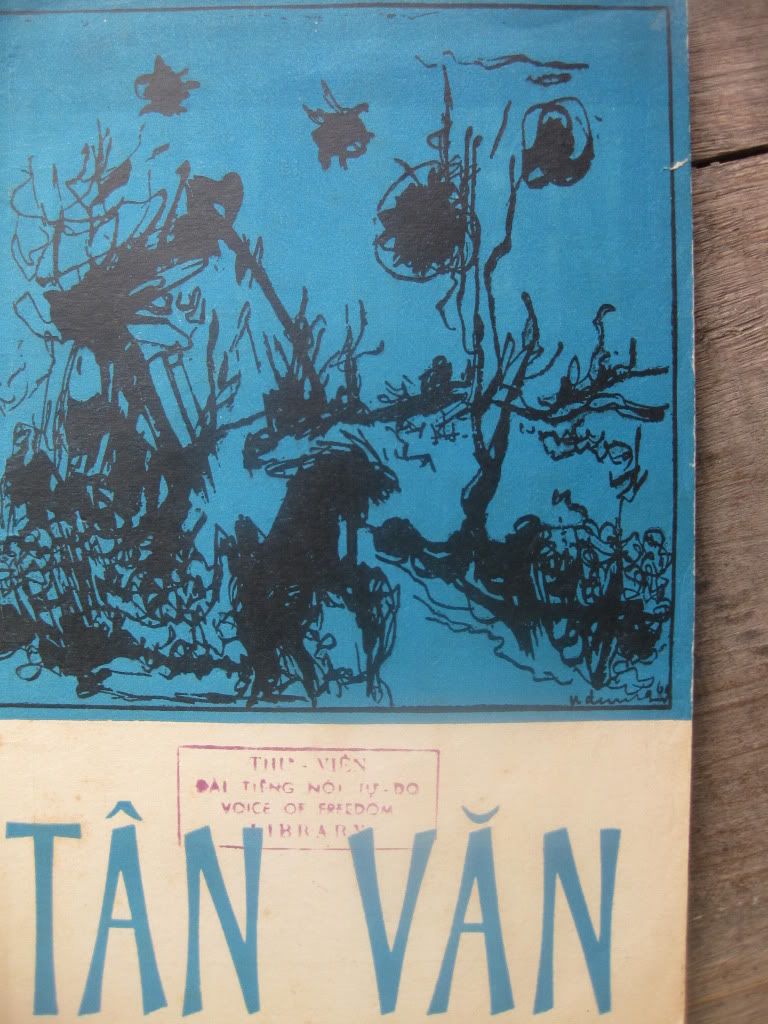 THƯ - VIỆN
ĐÀI TIẾNG NÓI TỰ - DO
VOICE OF FREEDOM
LIBRARY
TÂN VĂN